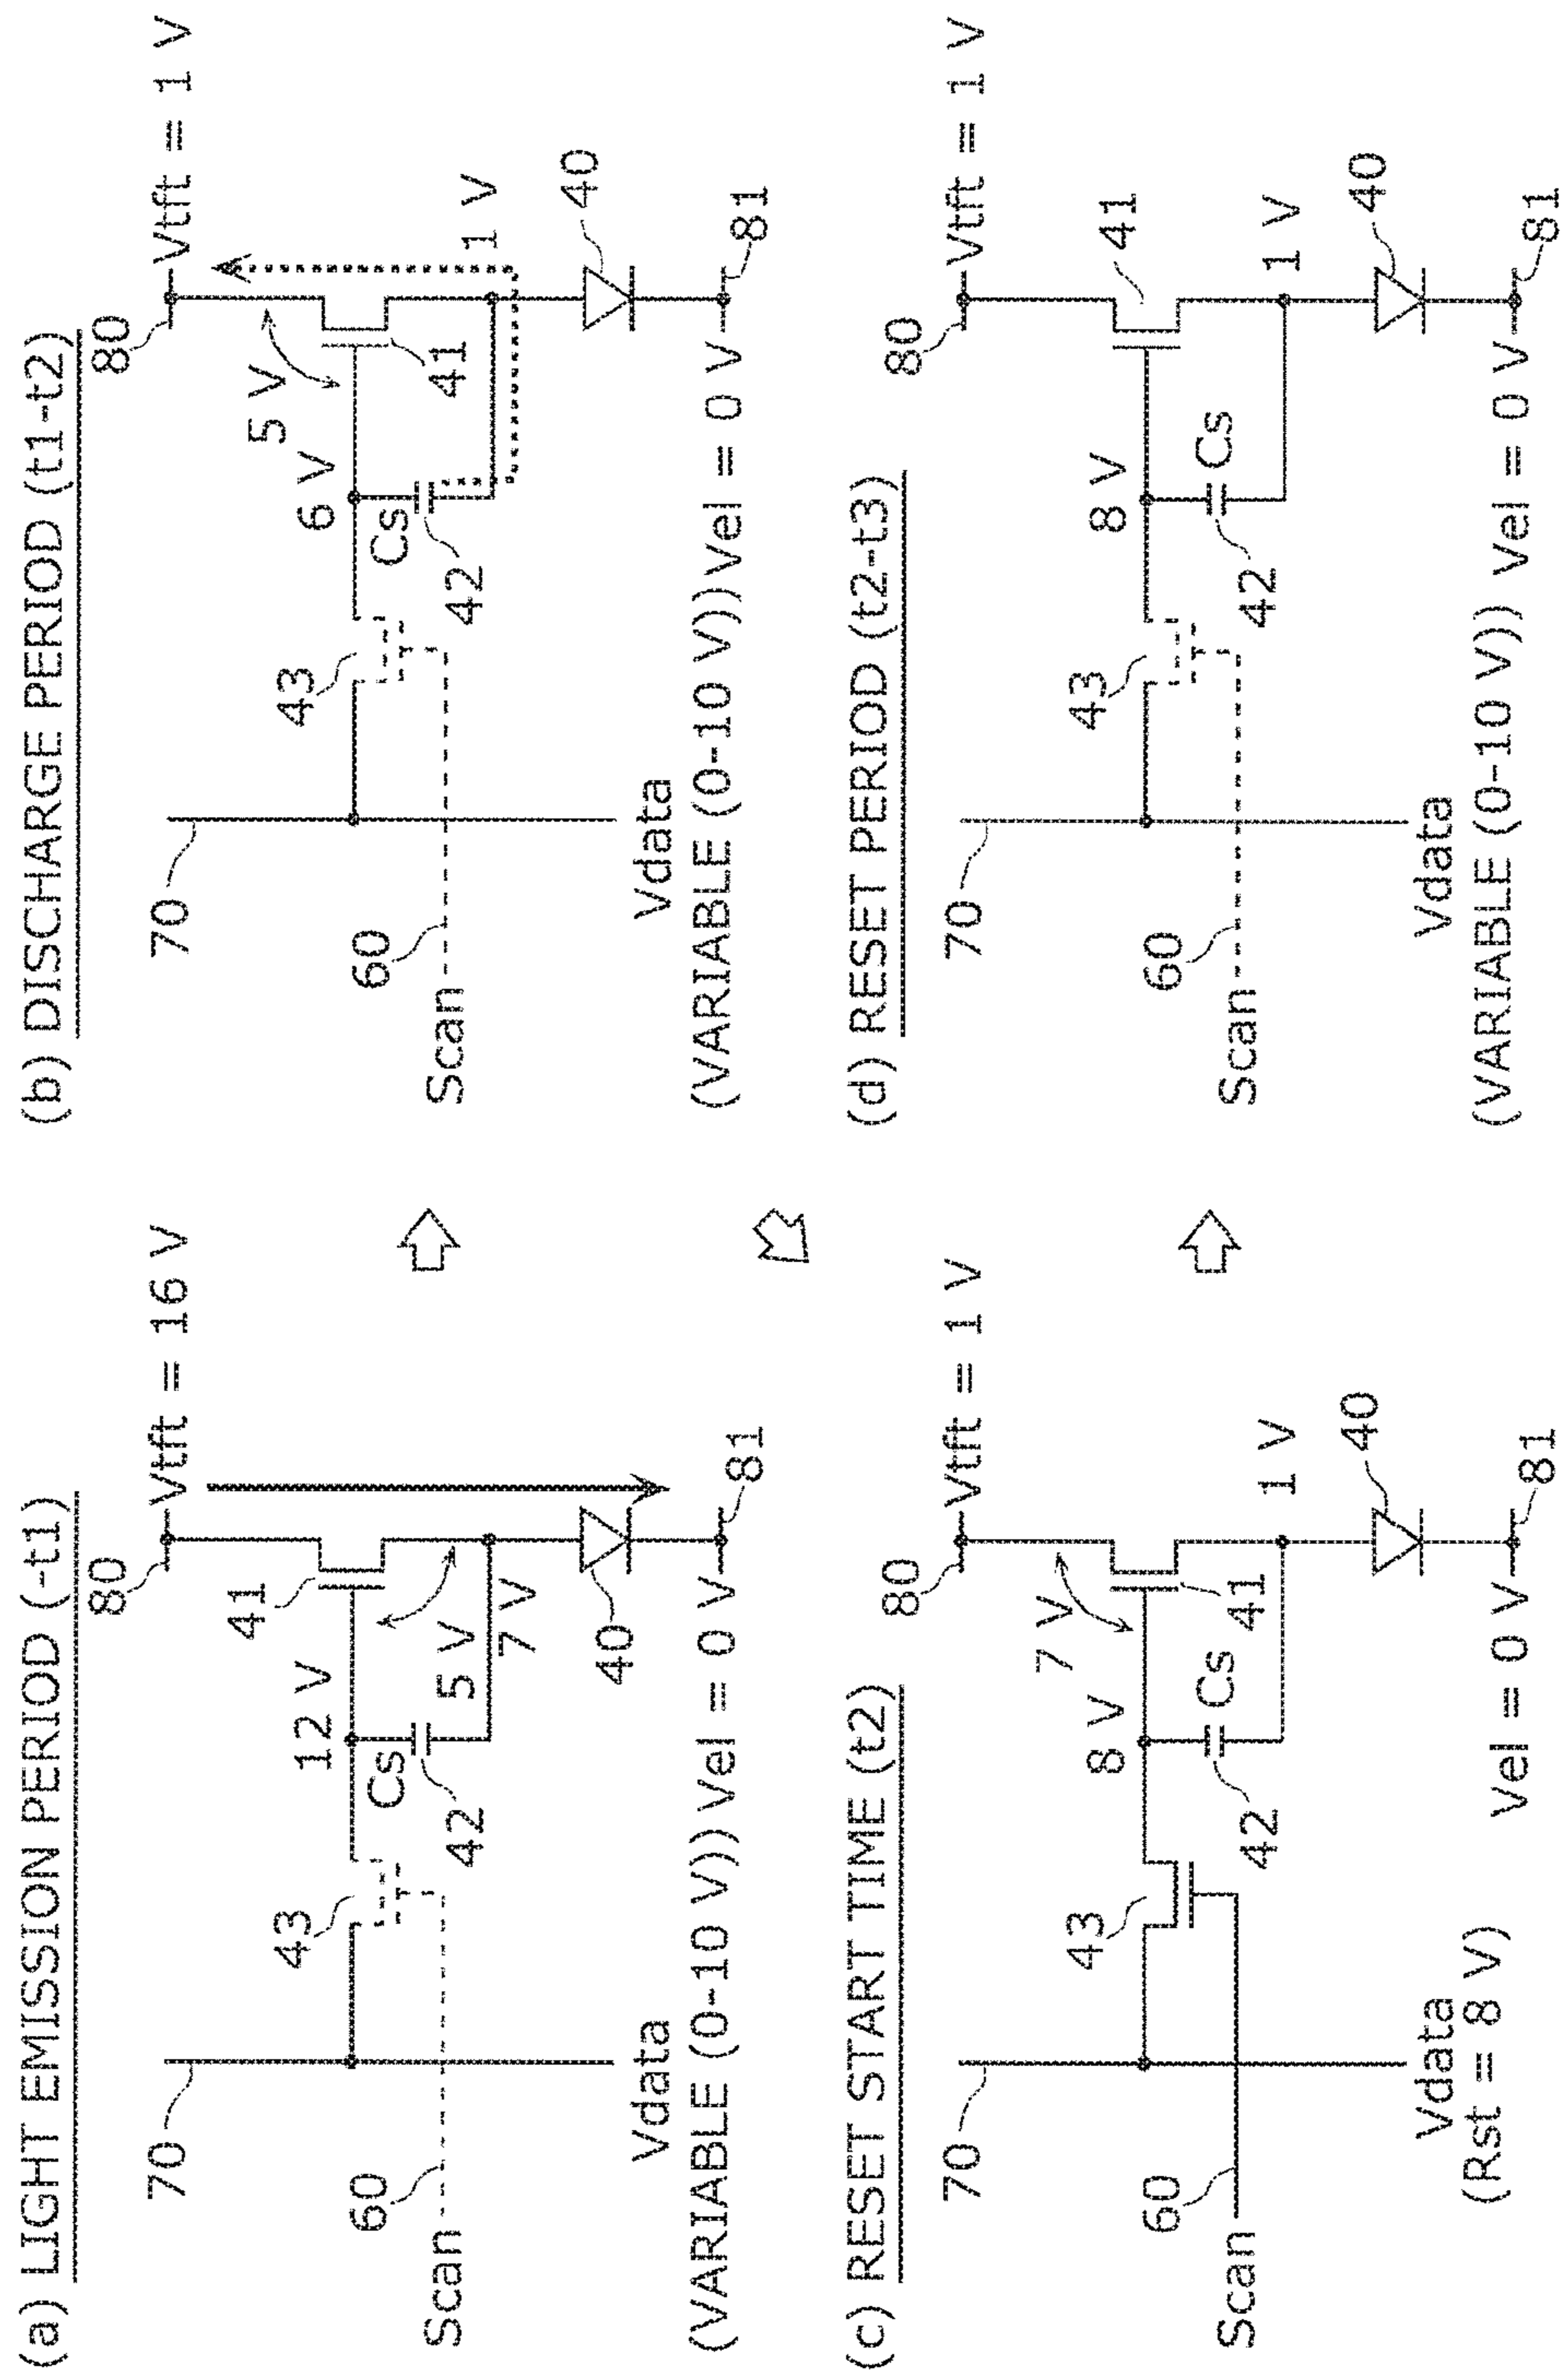 (a) LIGHT EMISSION PERIOD (-t1)
80
Vtft = 16 V
70
41
12 V
43
Cs
5 V
7 V
42
60
Scan
40
Vdata
(VARIABLE (0-10 V))
Vel = 0 V
81
(b) DISCHARGE PERIOD (t1-t2)
80
Vtft = 1 V
70
5 V
6 V
43
Cs
41
1 V
42
60
Scan
40
Vdata
(VARIABLE (0-10 V))
Vel = 0 V
81
(c) RESET START TIME (t2)
80
Vtft = 1 V
70
7 V
8 V
43
Cs
41
1 V
42
60
Scan
40
Vdata
(Rst = 8 V)
Vel = 0 V
81
(d) RESET PERIOD (t2-t3)
80
Vtft = 1 V
70
41
8 V
43
Cs
1 V
42
60
Scan
40
Vdata
(VARIABLE (0-10 V))
Vel = 0 V
81